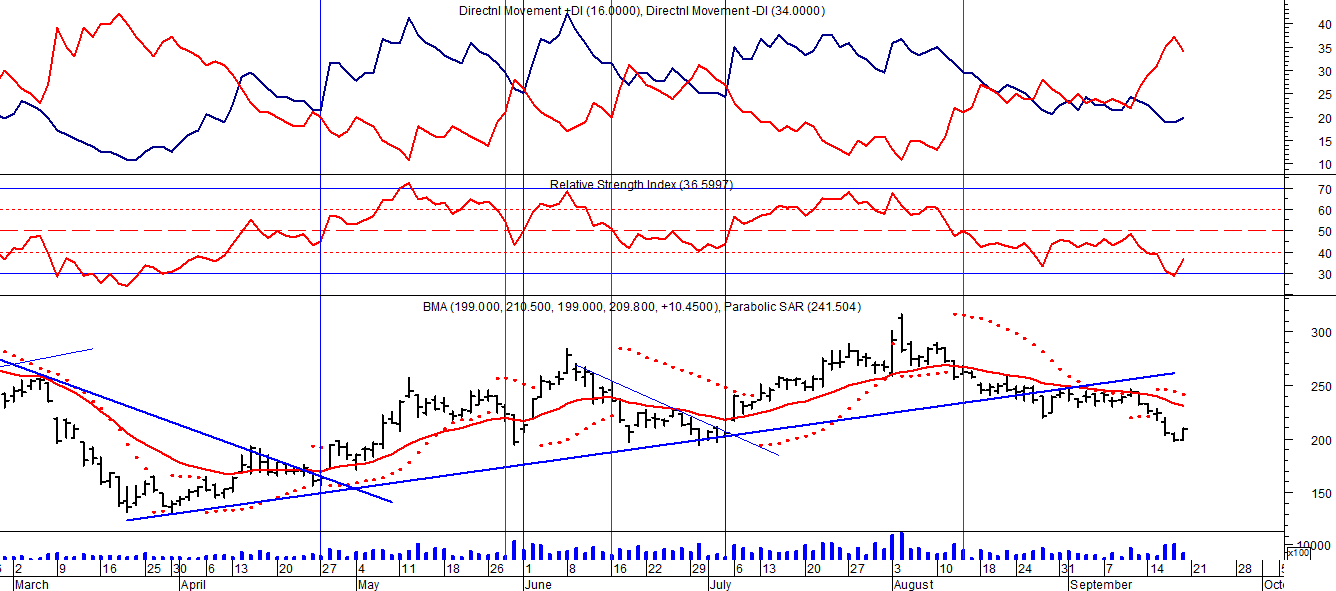 Directnl Movement +DI (16.0000), Directnl Movement -DI (34.0000)
40
35
30
25
20
15
10
Relative Strength Index (36.5997)
70
60
50
40
30
BMA (199.000, 210.500, 199.000, 209.800, +10.4500), Parabolic SAR (241.504)
300
250
200
150
10000
x100
2 9 16 25 30 6 13 20 27 4 11 18 26 1 8 16 22 29 6 13 20 27 3 10 18 24 31 7 14 21 28 5
March April May June July August September Octo